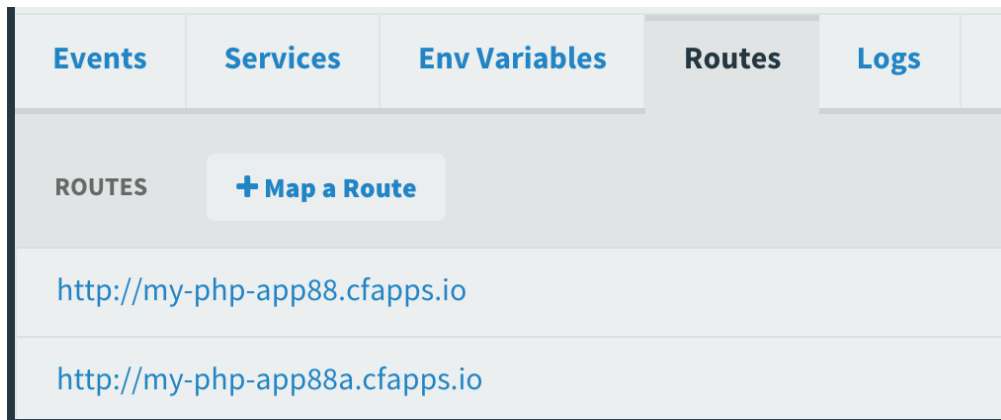 Events Services Env Variables Routes Logs
ROUTES + Map a Route
http://my-php-app88.cfapps.io
http://my-php-app88a.cfapps.io